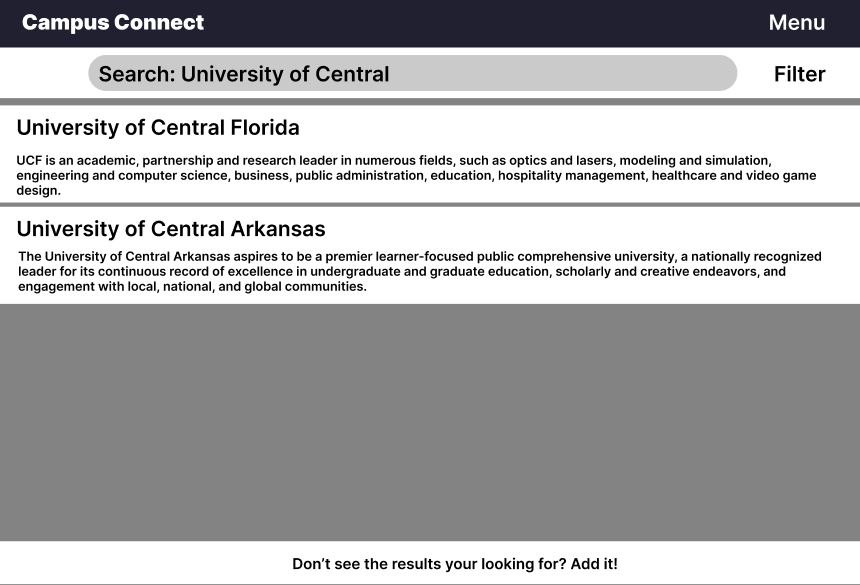 Campus Connect
Menu
Search: University of Central
Filter
University of Central Florida
UCF is an academic, partnership and research leader in numerous fields, such as optics and lasers, modeling and simulation,
engineering and computer science, business, public administration, education, hospitality management, healthcare and video game
design.
University of Central Arkansas
The University of Central Arkansas aspires to be a premier learner-focused public comprehensive university, a nationally recognized
leader for its continuous record of excellence in undergraduate and graduate education, scholarly and creative endeavors, and
engagement with local, national, and global communities.
Don’t see the results your looking for? Add it!